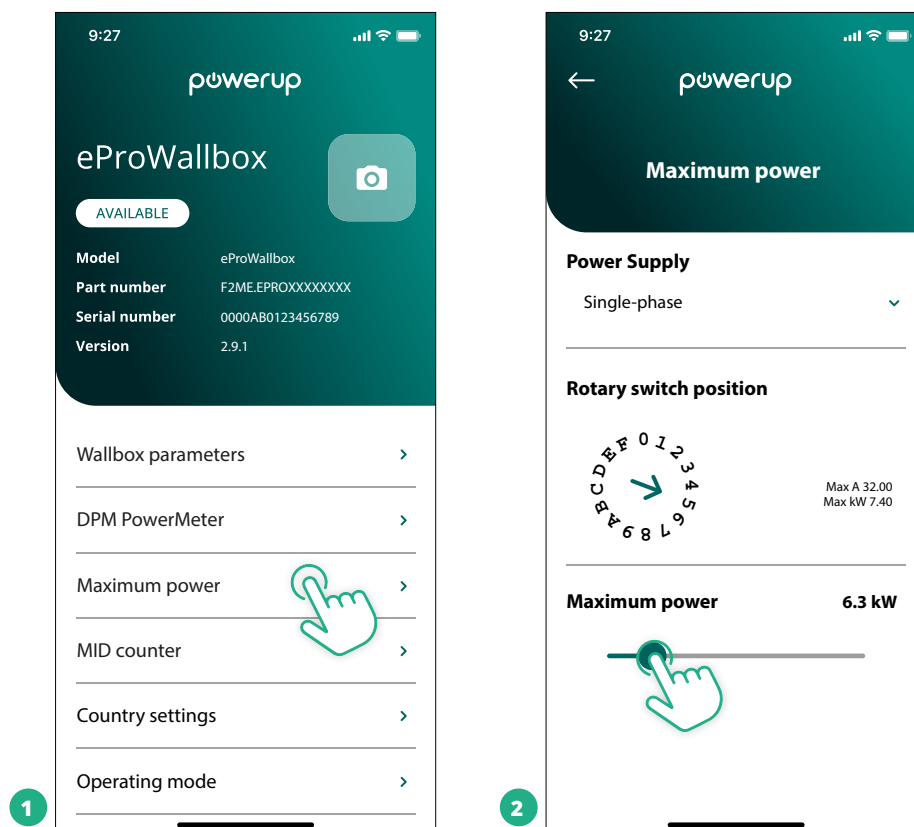 9:27
powerup
eProWallbox
AVAILABLE
Model eProWallbox
Part number F2ME.EPROXXXXXXXX
Serial number 0000AB0123456789
Version 2.9.1
Wallbox parameters
DPM PowerMeter
Maximum power
MID counter
Country settings
Operating mode
1
9:27
powerup
Maximum power
Power Supply
Single-phase
Rotary switch position
0 1 2 3 4 5 6 7 8 9 A B C D E F
Max A 32.00
Max kW 7.40
Maximum power 6.3 kW
2